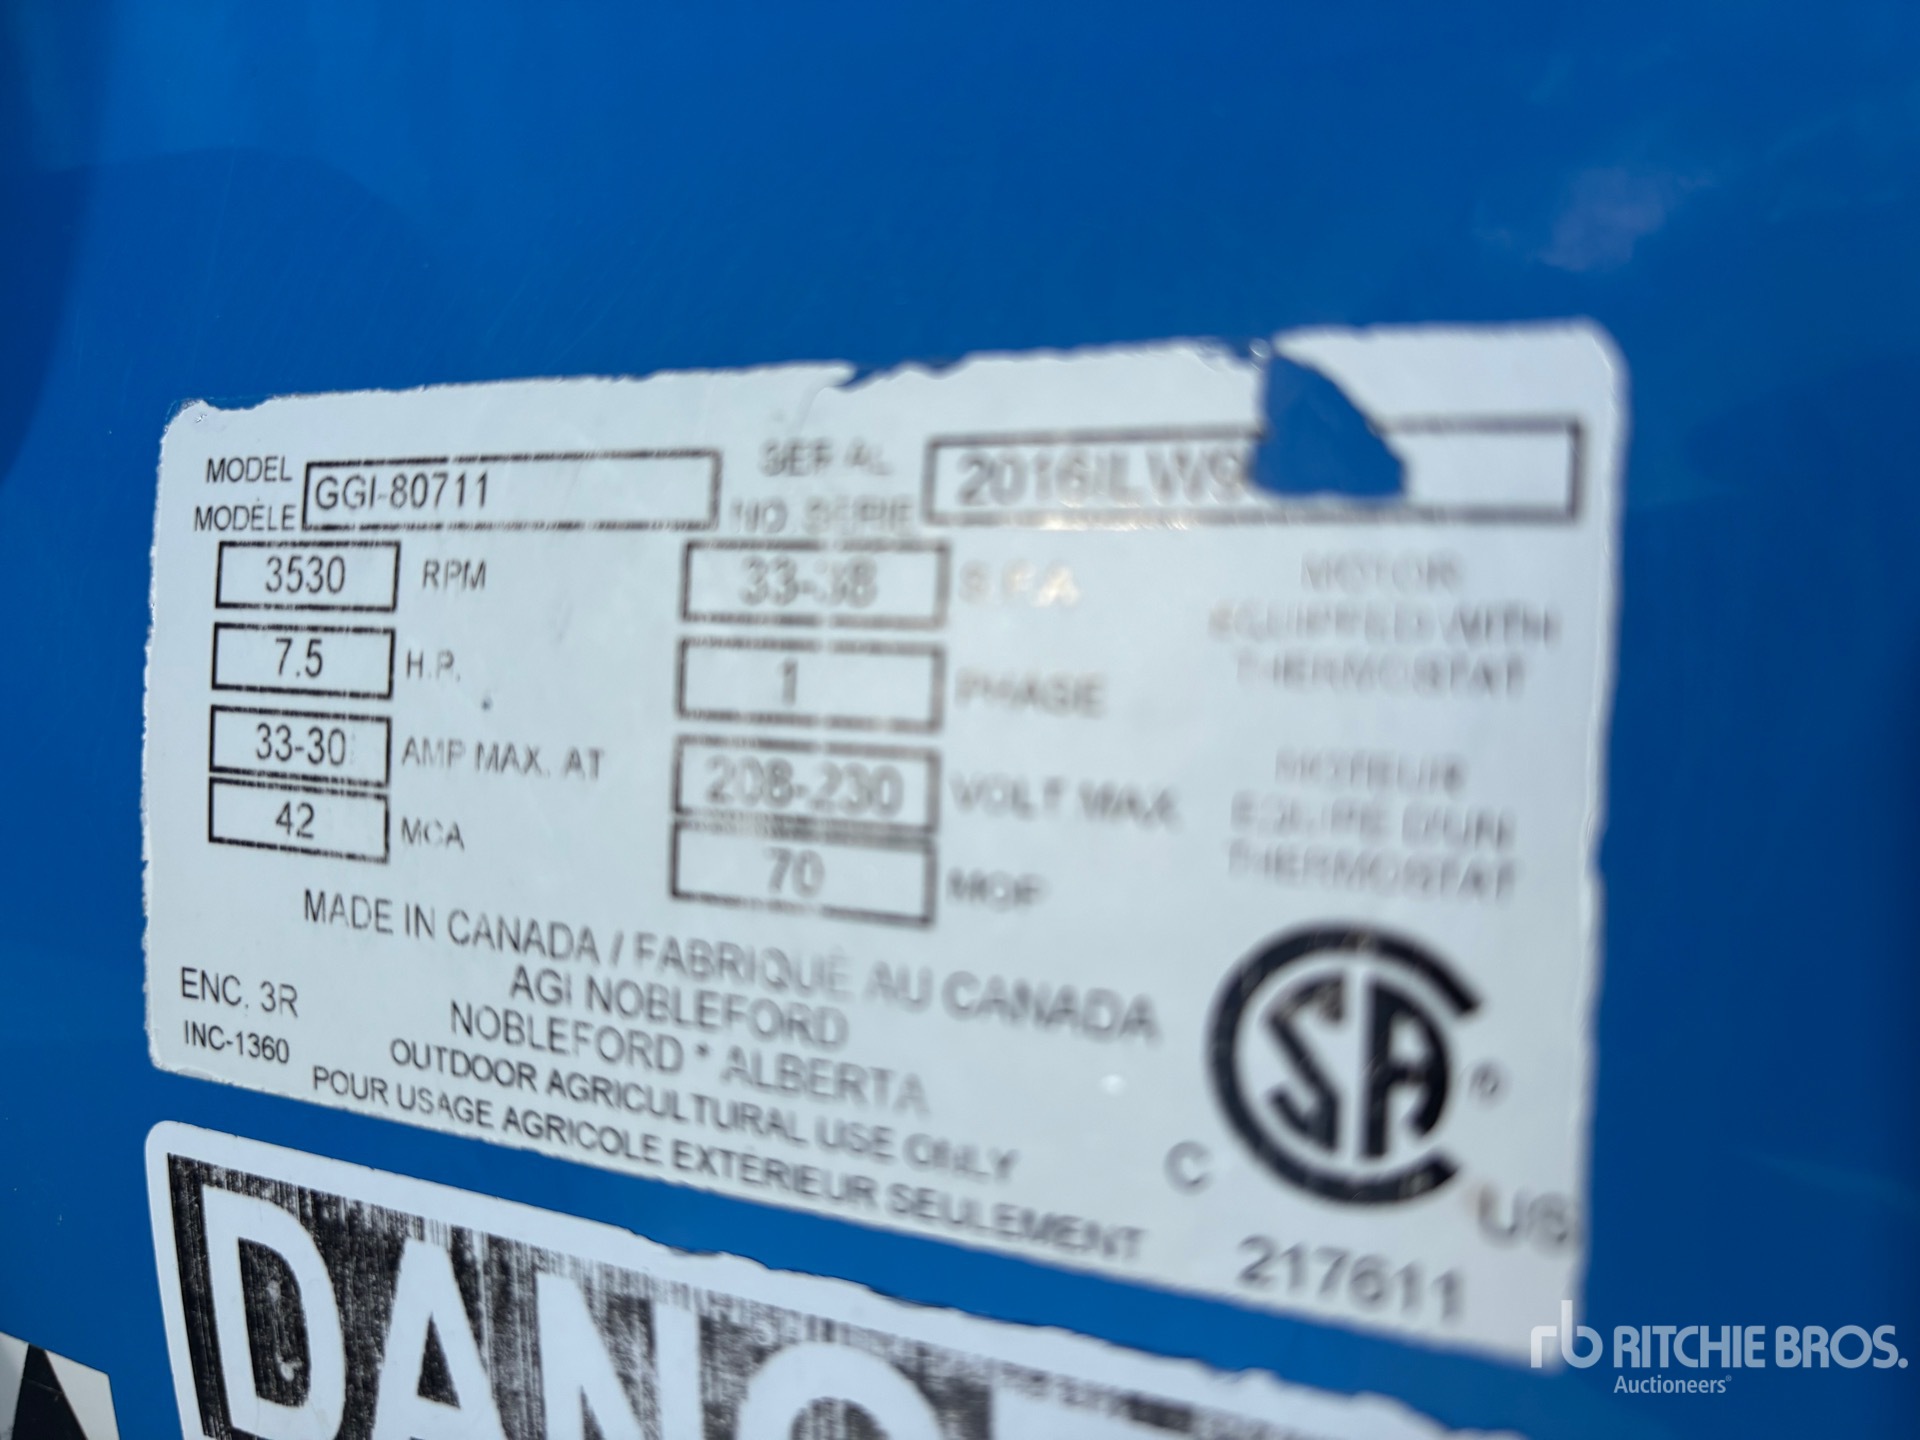 MODEL
MODÈLE GGI-80711
SERIAL
NO. SÉRIE
3530 RPM
33-38 S.F.A.
7.5 H.P.
1 PHASE
33-30 AMP MAX. AT
208-230 VOLT MAX.
42 MCA
70 MOP
MOTOR
EQUIPPED WITH
THERMOSTAT
MOTEUR
EQUIPÉ D'UN
THERMOSTAT
MADE IN CANADA / FABRIQUÉ AU CANADA
AGI NOBLEFORD
NOBLEFORD * ALBERTA
ENC. 3R
INC-1360
OUTDOOR AGRICULTURAL USE ONLY
POUR USAGE AGRICOLE EXTÉRIEUR SEULEMENT
C SA ® US
217611
rb RITCHIE BROS.
Auctioneers®